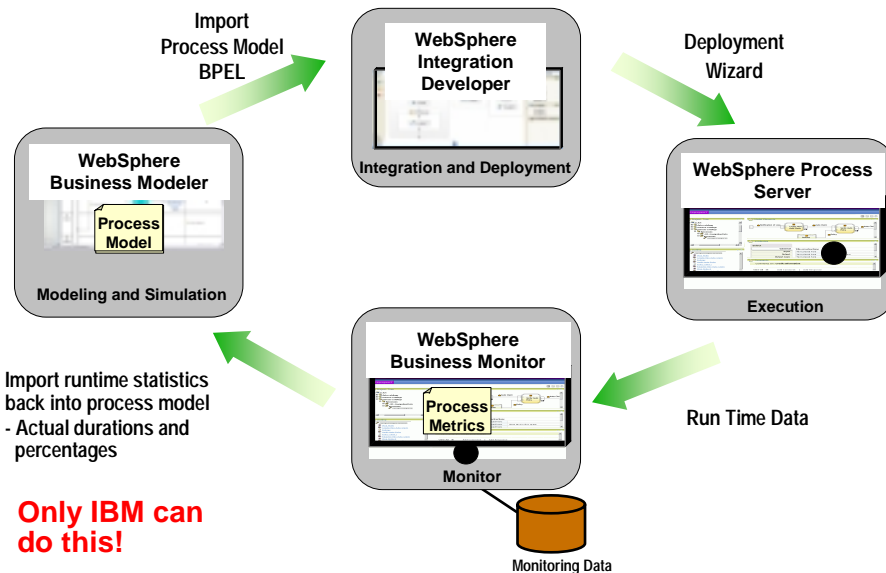 Import
Process Model
BPEL
WebSphere
Integration
Developer
Integration and Deployment
Deployment
Wizard
WebSphere
Business Modeler
Process
Model
Modeling and Simulation
WebSphere Process
Server
Execution
WebSphere
Business Monitor
Process
Metrics
Monitor
Import runtime statistics
back into process model
- Actual durations and
percentages
Run Time Data
Only IBM can
do this!
Monitoring Data